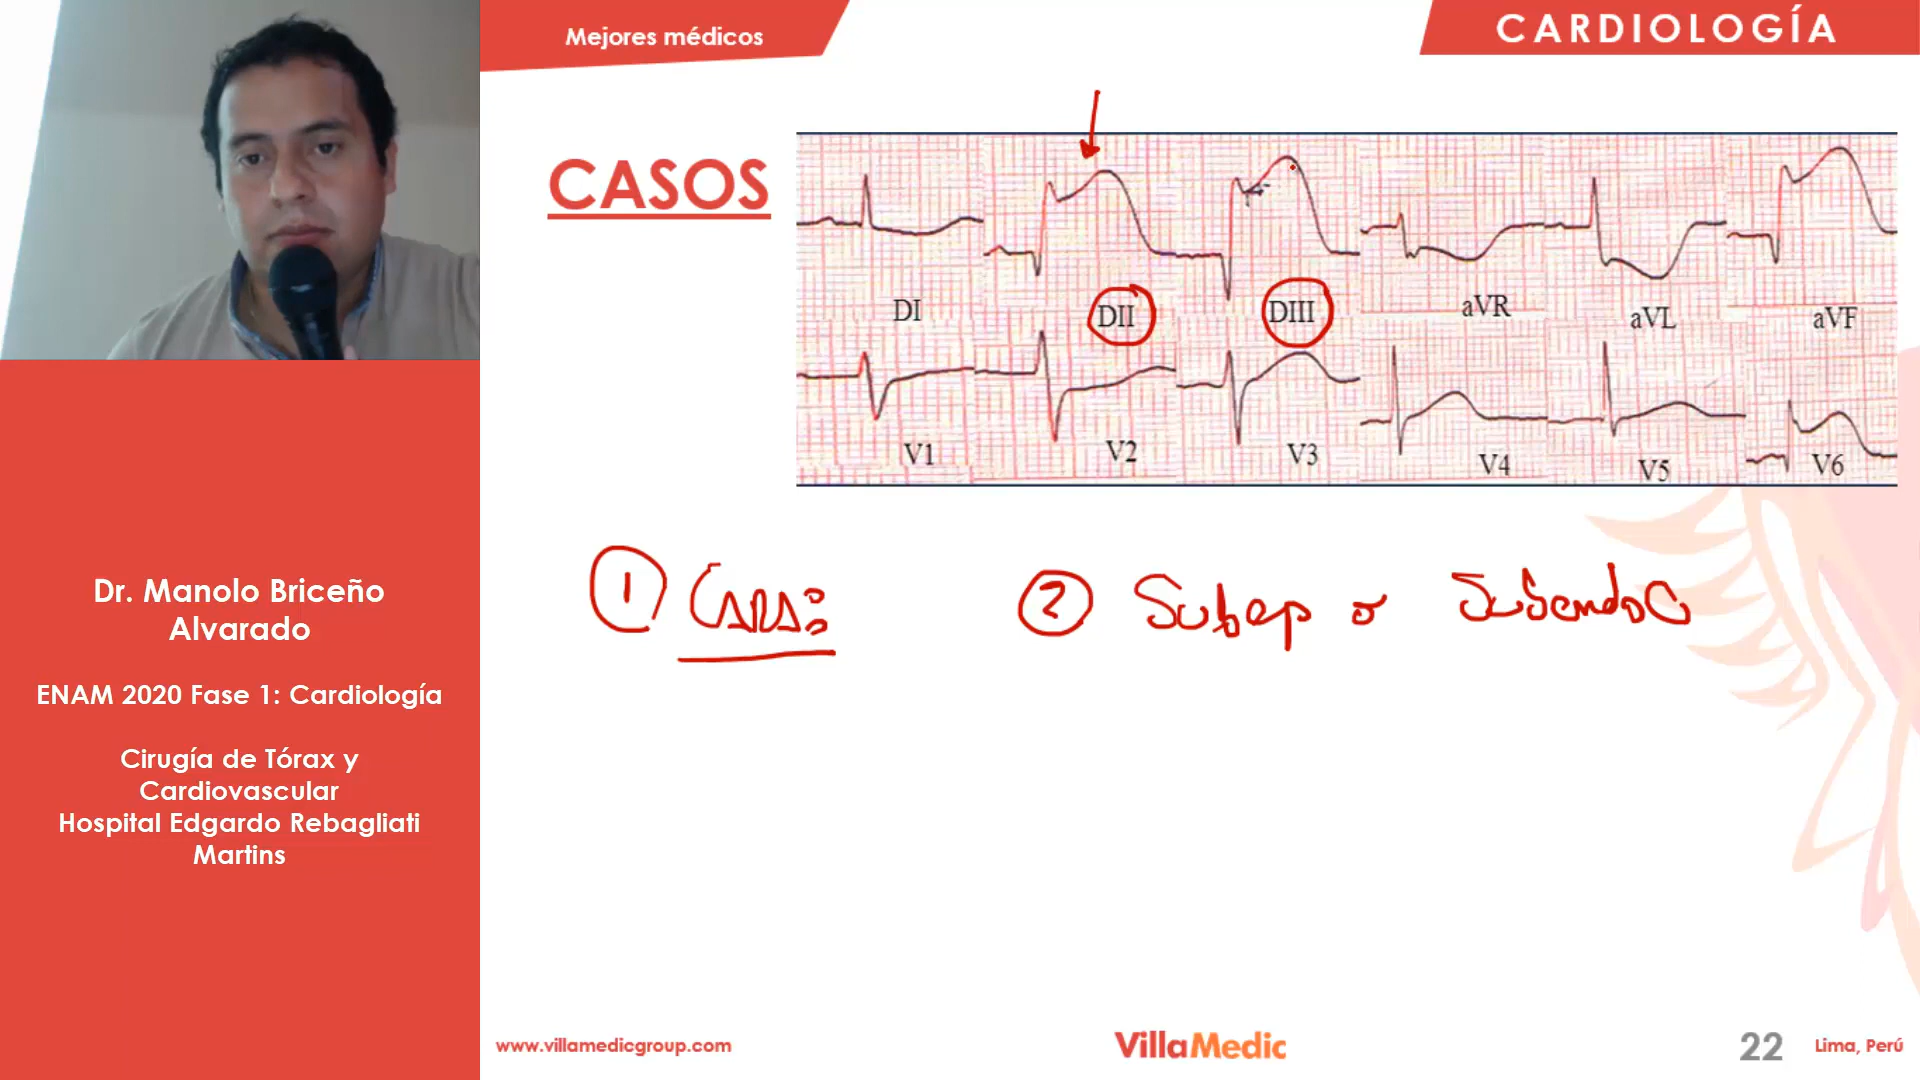 Mejores médicos
CARDIOLOGÍA
CASOS
DI
DII
DIII
aVR
aVL
aVF
V1
V2
V3
V4
V5
V6
1 CARA:
2 Subep o SubendoC
Dr. Manolo Briceño
Alvarado
ENAM 2020 Fase 1: Cardiología
Cirugía de Tórax y
Cardiovascular
Hospital Edgardo Rebagliati
Martins
www.villamedicgroup.com
VillaMedic
22
Lima, Perú